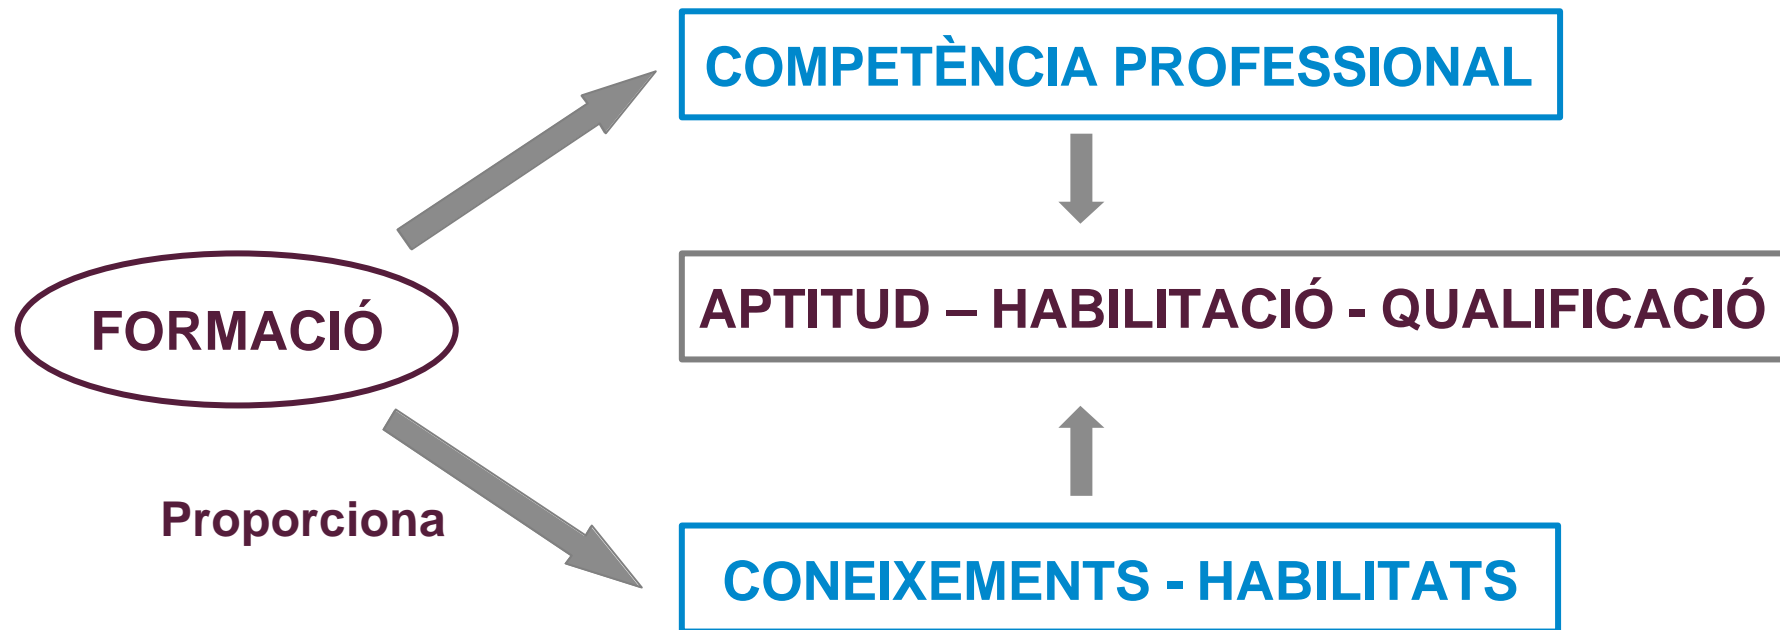 COMPETÈNCIA PROFESSIONAL
APTITUD – HABILITACIÓ - QUALIFICACIÓ
FORMACIÓ
Proporciona
CONEIXEMENTS - HABILITATS